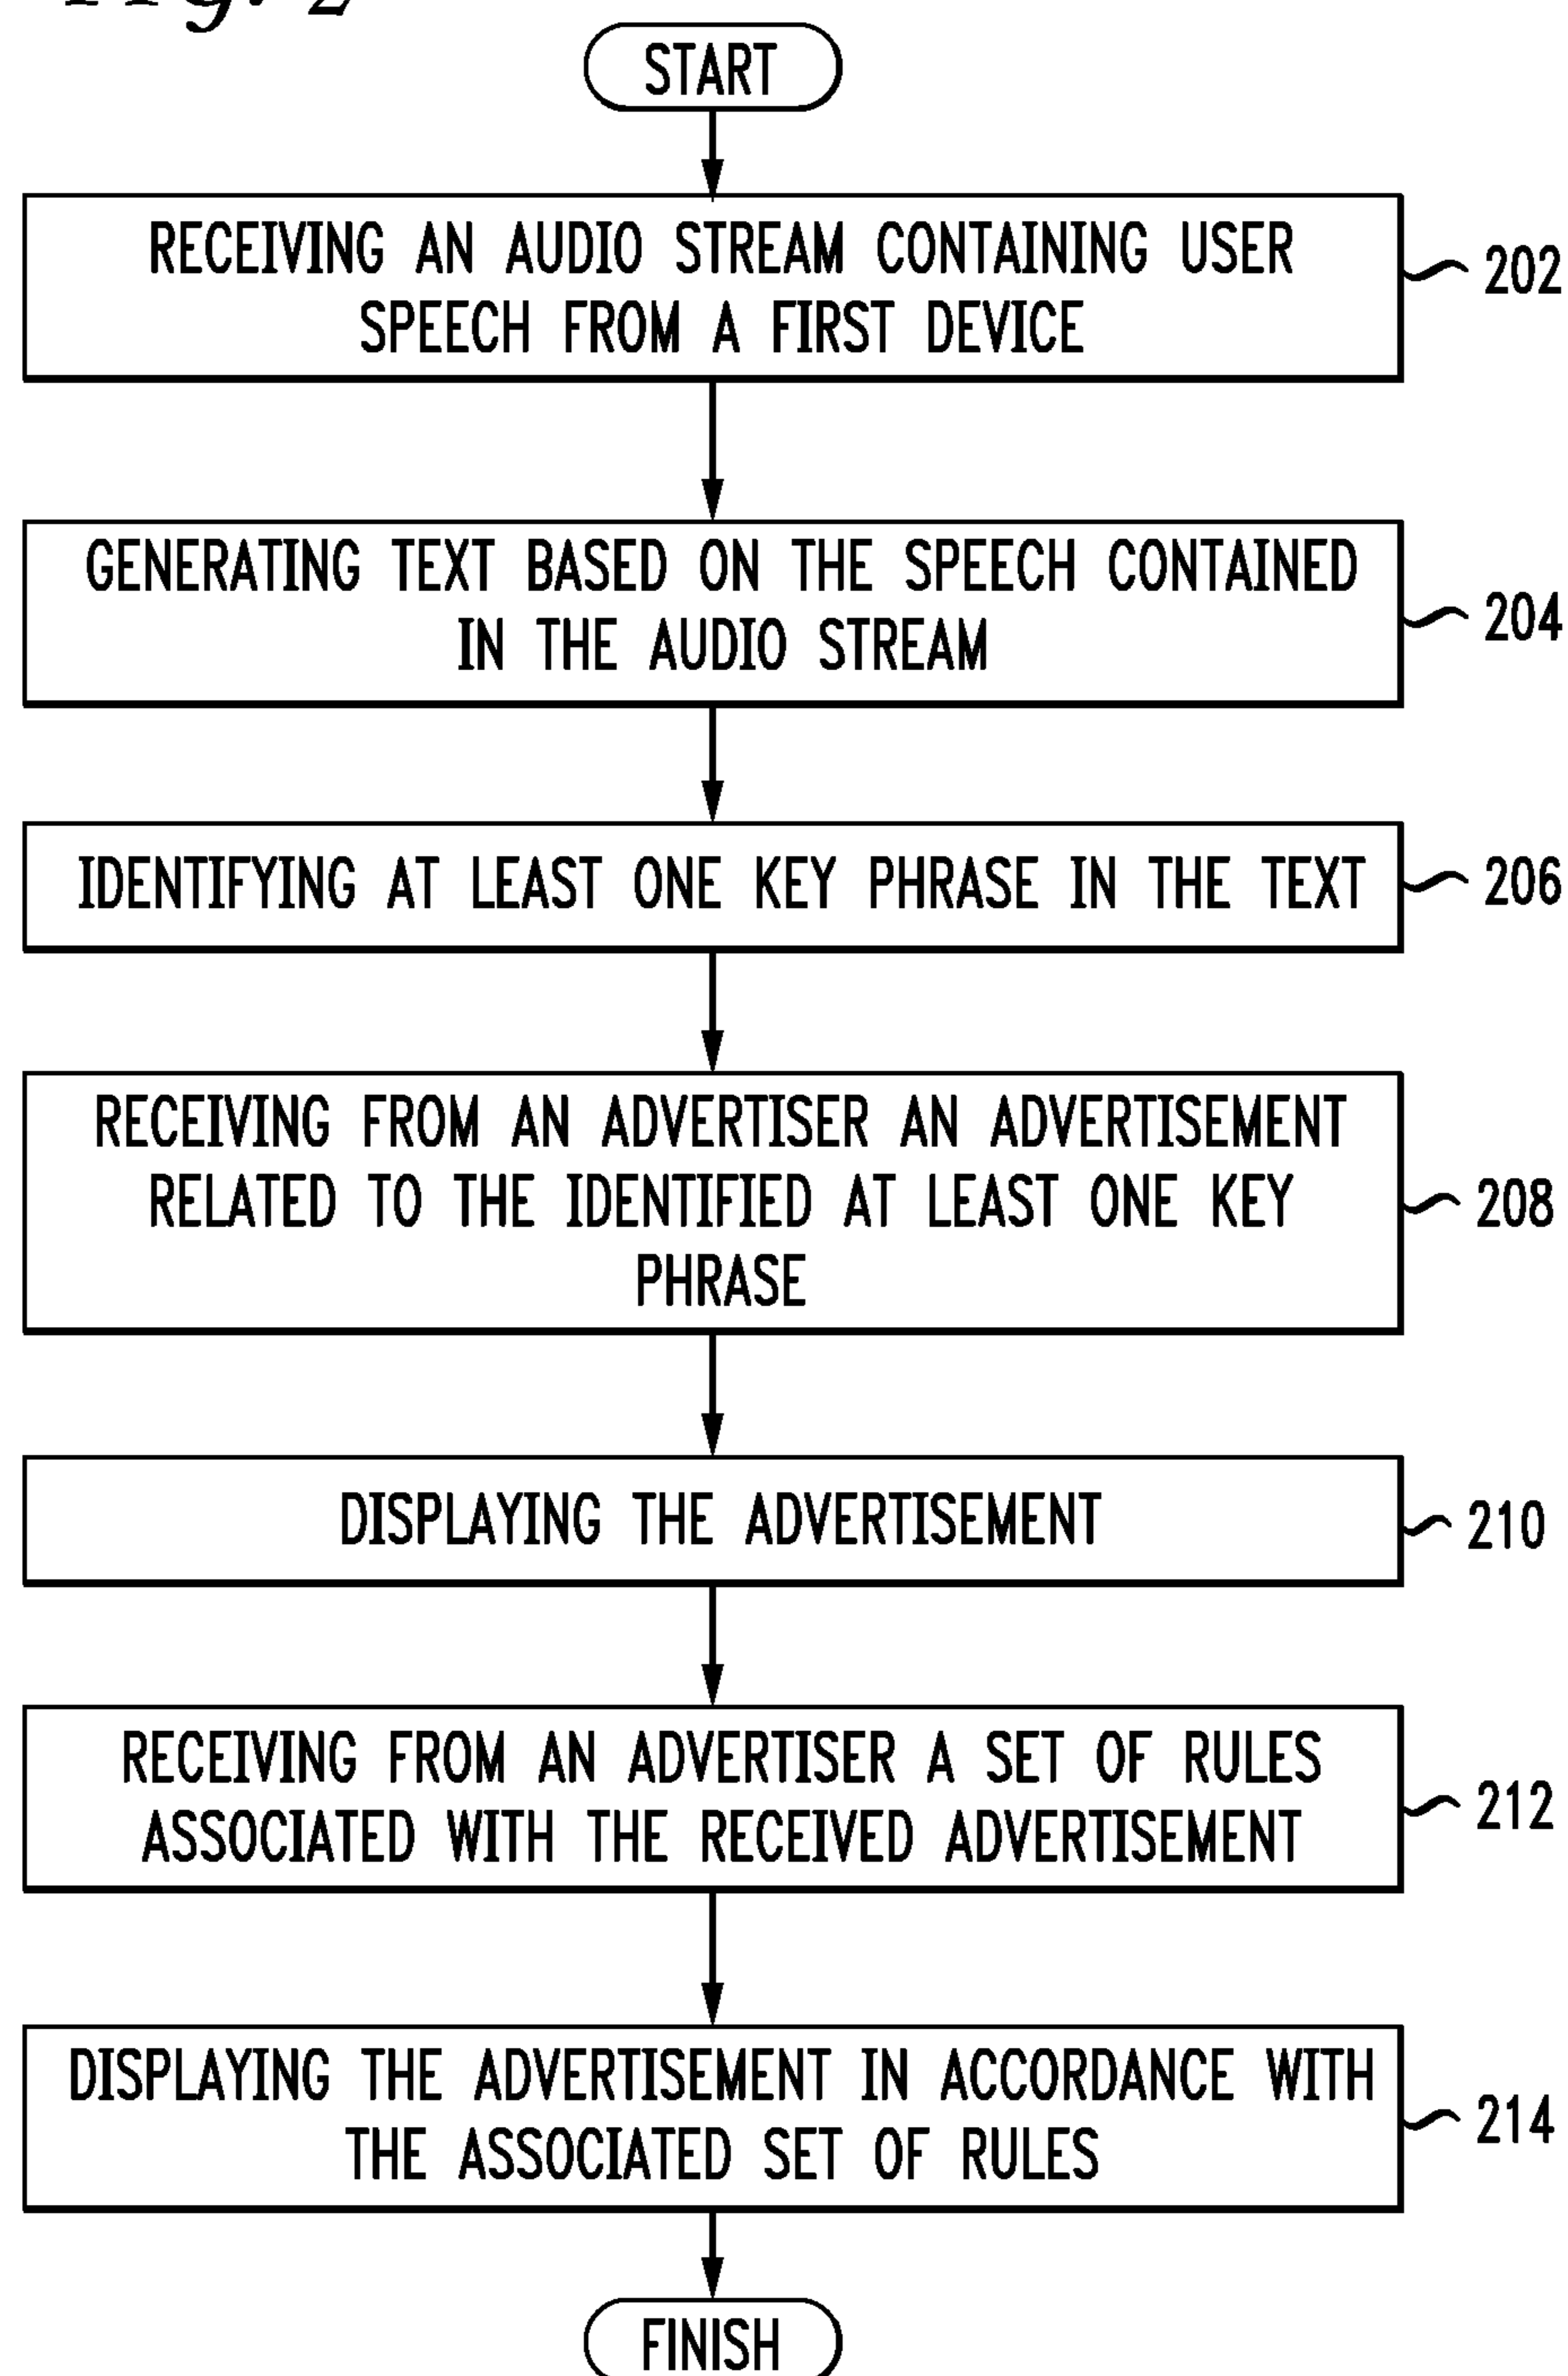 Fig. 2
START
RECEIVING AN AUDIO STREAM CONTAINING USER
SPEECH FROM A FIRST DEVICE
202
GENERATING TEXT BASED ON THE SPEECH CONTAINED
IN THE AUDIO STREAM
204
IDENTIFYING AT LEAST ONE KEY PHRASE IN THE TEXT
206
RECEIVING FROM AN ADVERTISER AN ADVERTISEMENT
RELATED TO THE IDENTIFIED AT LEAST ONE KEY
PHRASE
208
DISPLAYING THE ADVERTISEMENT
210
RECEIVING FROM AN ADVERTISER A SET OF RULES
ASSOCIATED WITH THE RECEIVED ADVERTISEMENT
212
DISPLAYING THE ADVERTISEMENT IN ACCORDANCE WITH
THE ASSOCIATED SET OF RULES
214
FINISH